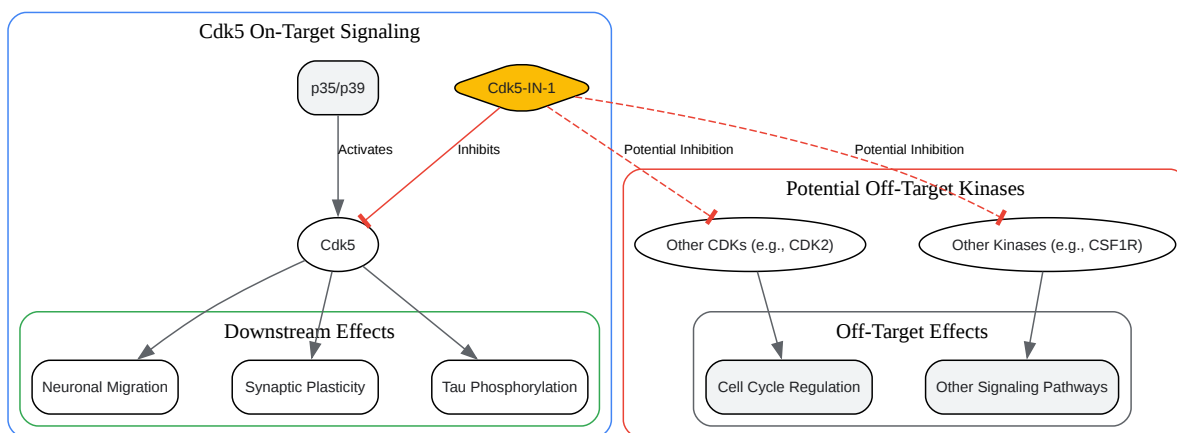 Cdk5 On-Target Signaling
p35/p39
Cdk5-IN-1
Activates
Inhibits
Potential Inhibition
Potential Inhibition
Potential Off-Target Kinases
Cdk5
Other CDKs (e.g., CDK2)
Other Kinases (e.g., CSF1R)
Downstream Effects
Off-Target Effects
Neuronal Migration
Synaptic Plasticity
Tau Phosphorylation
Cell Cycle Regulation
Other Signaling Pathways